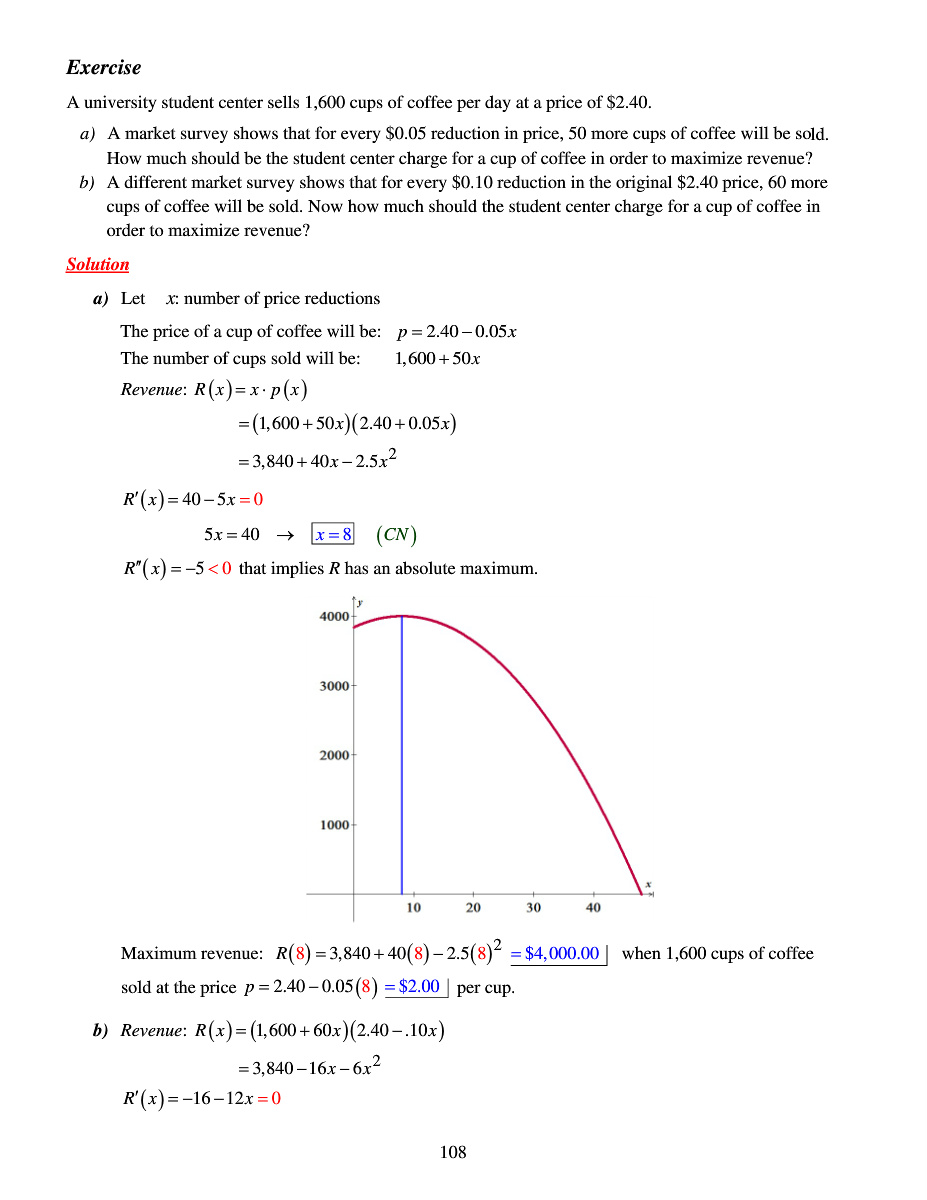 Exercise
A university student center sells 1,600 cups of coffee per day at a price of $2.40.
a) A market survey shows that for every $0.05 reduction in price, 50 more cups of coffee will be sold.
How much should be the student center charge for a cup of coffee in order to maximize revenue?
b) A different market survey shows that for every $0.10 reduction in the original $2.40 price, 60 more
cups of coffee will be sold. Now how much should the student center charge for a cup of coffee in
order to maximize revenue?
Solution
a) Let x: number of price reductions
The price of a cup of coffee will be: p = 2.40 − 0.05x
The number of cups sold will be: 1,600 + 50x
Revenue: R(x) = x · p(x)
= (1,600 + 50x)(2.40 + 0.05x)
= 3,840 + 40x − 2.5x²
R′(x) = 40 − 5x = 0
5x = 40 → x = 8 (CN)
R″(x) = −5 < 0 that implies R has an absolute maximum.
y
4000
3000
2000
1000
x
10 20 30 40
Maximum revenue: R(8) = 3,840 + 40(8) − 2.5(8)² = $4,000.00 when 1,600 cups of coffee
sold at the price p = 2.40 − 0.05(8) = $2.00 per cup.
b) Revenue: R(x) = (1,600 + 60x)(2.40 − .10x)
= 3,840 − 16x − 6x²
R′(x) = −16 − 12x = 0
108